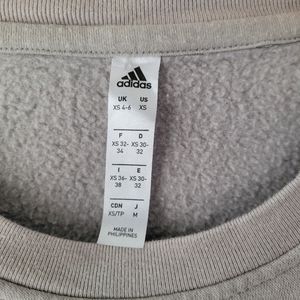 adidas
UK US
XS 4-6 XS
F D
XS 32- XS 30-
34 32
I E
XS 36- XS 30-
38 32
CDN J
XS/TP M
MADE IN
PHILIPPINES